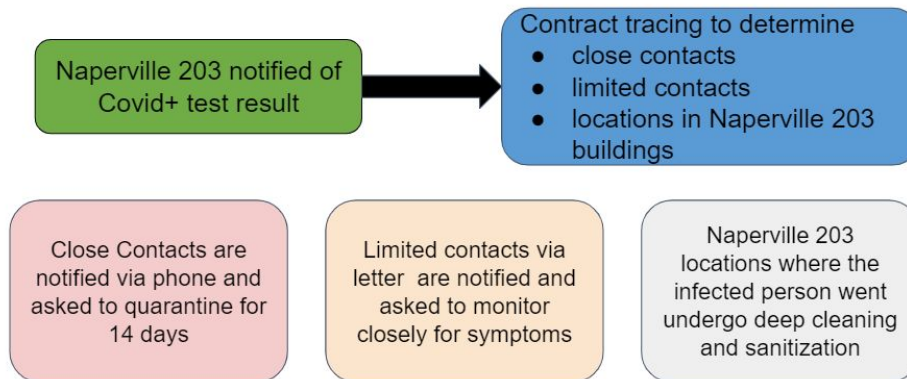 Naperville 203 notified of
Covid+ test result
Contract tracing to determine
● close contacts
● limited contacts
● locations in Naperville 203
buildings
Close Contacts are
notified via phone and
asked to quarantine for
14 days
Limited contacts via
letter are notified and
asked to monitor
closely for symptoms
Naperville 203
locations where the
infected person went
undergo deep cleaning
and sanitization